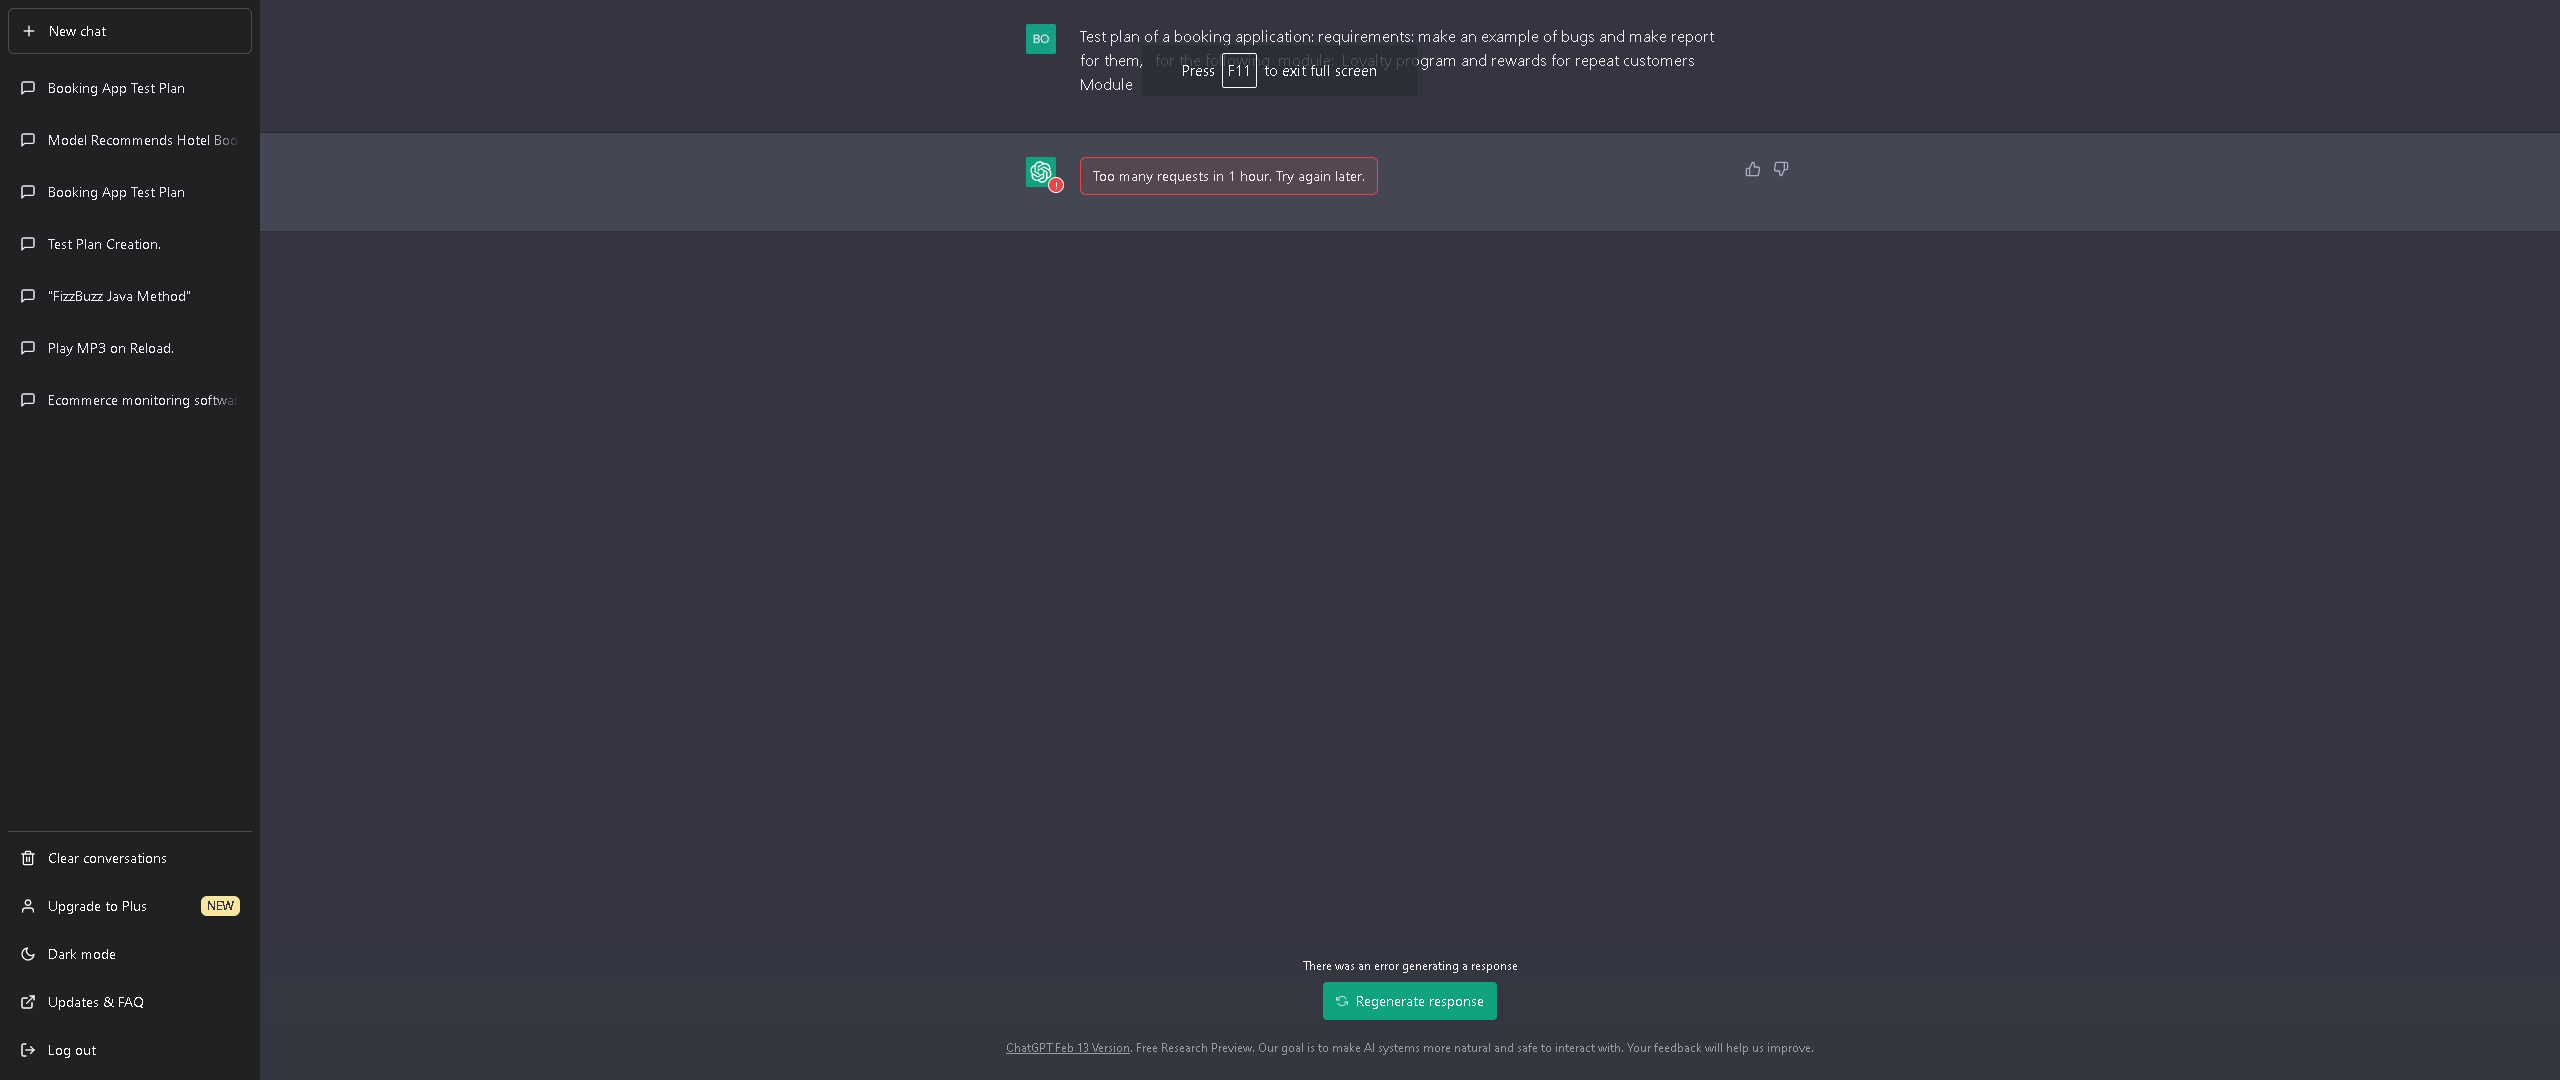 New chat
Booking App Test Plan
Model Recommends Hotel Boo
Booking App Test Plan
Test Plan Creation.
"FizzBuzz Java Method"
Play MP3 on Reload.
Ecommerce monitoring softwar
Clear conversations
Upgrade to Plus NEW
Dark mode
Updates & FAQ
Log out
BO
Test plan of a booking application: requirements: make an example of bugs and make report
for them, for the following module: Loyalty program and rewards for repeat customers
Module
Press F11 to exit full screen
Too many requests in 1 hour. Try again later.
There was an error generating a response
Regenerate response
ChatGPT Feb 13 Version. Free Research Preview. Our goal is to make AI systems more natural and safe to interact with. Your feedback will help us improve.